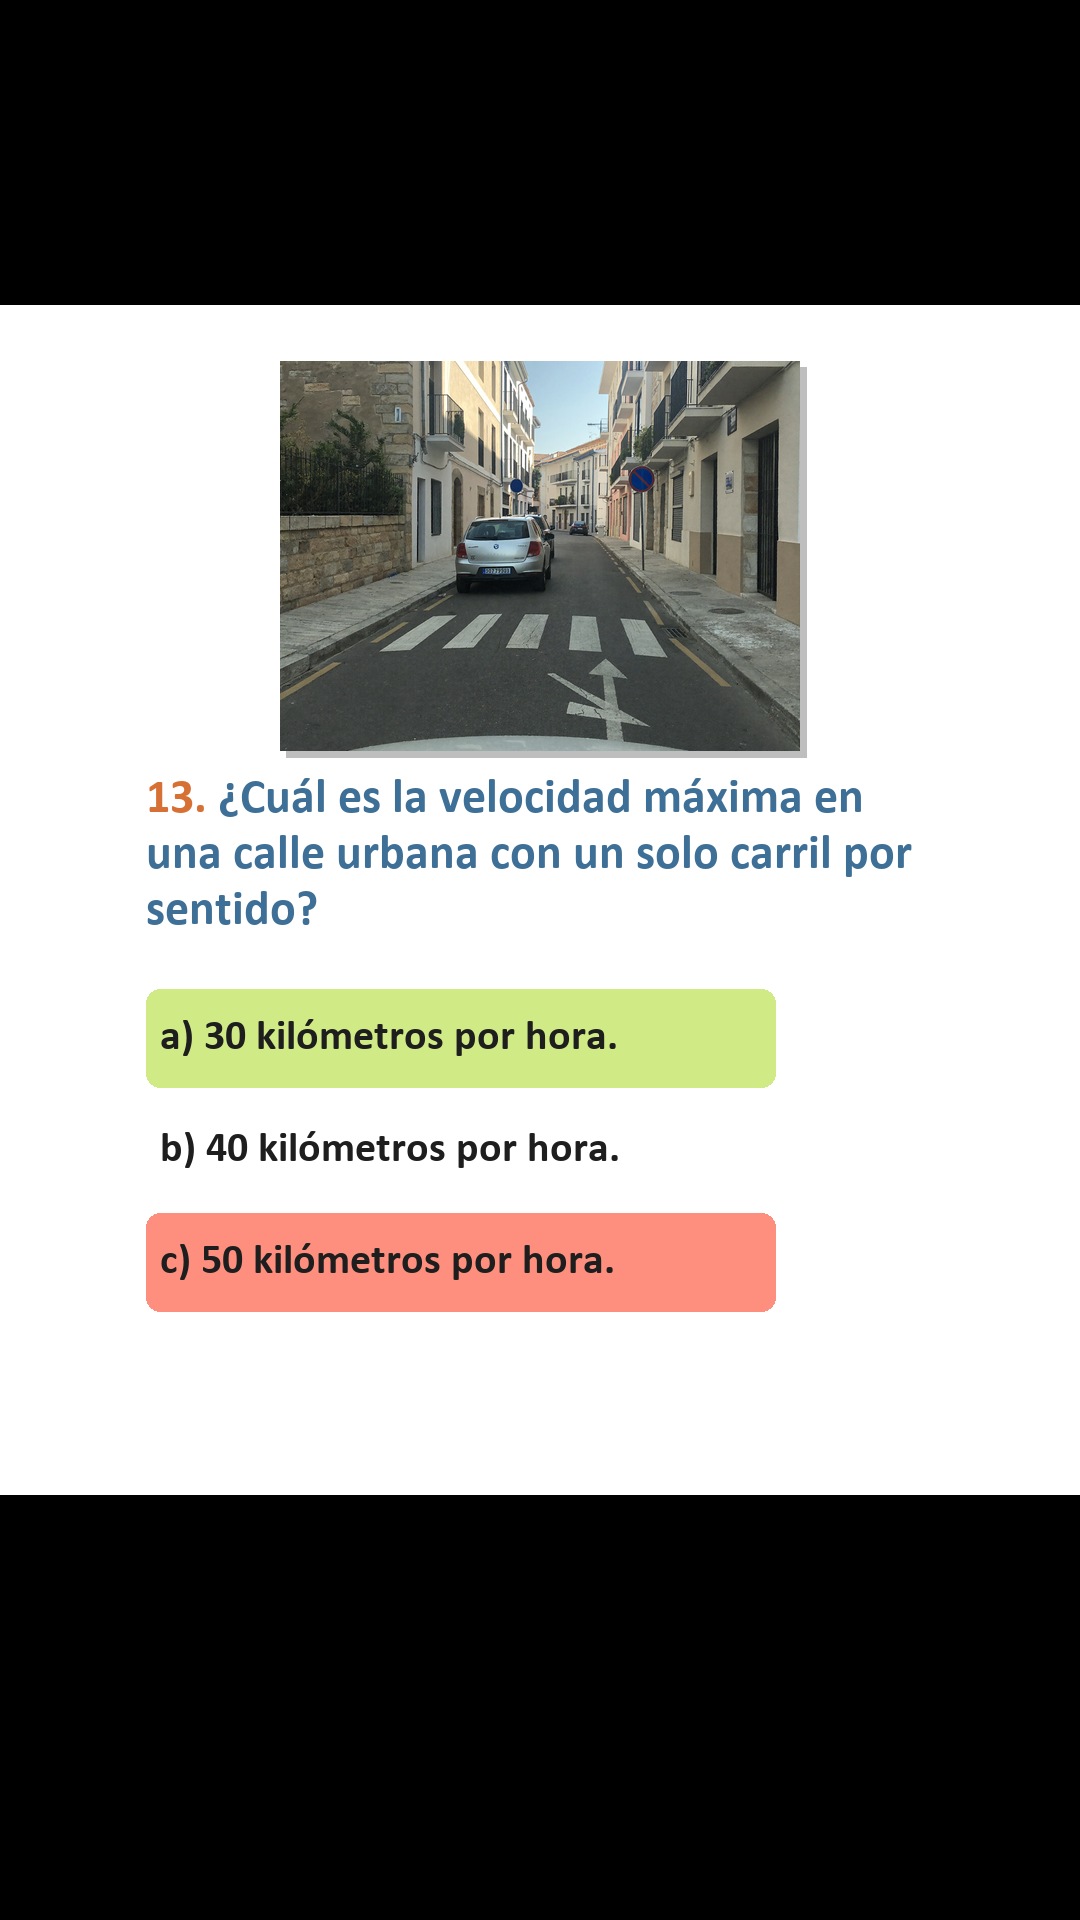 13. ¿Cuál es la velocidad máxima en
una calle urbana con un solo carril por
sentido?
a) 30 kilómetros por hora.
b) 40 kilómetros por hora.
c) 50 kilómetros por hora.